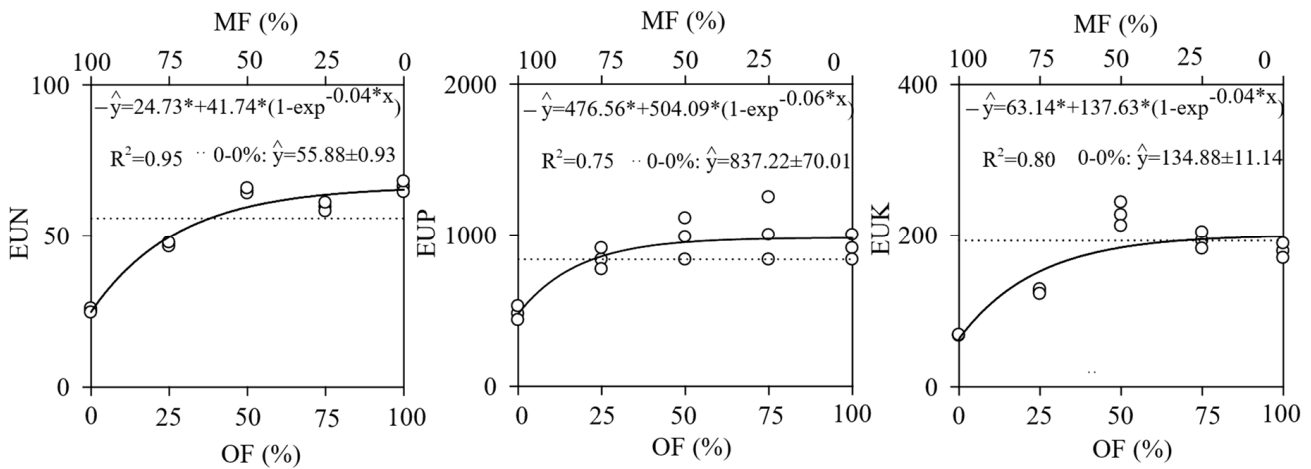 MF (%)
100 75 50 25 0
100
−ŷ=24.73*+41.74*(1-exp^-0.04*x)
R²=0.95 ·· 0-0%: ŷ=55.88±0.93
EUN
50
0
0 25 50 75 100
OF (%)
MF (%)
100 75 50 25 0
2000
−ŷ=476.56*+504.09*(1-exp^-0.06*x)
R²=0.75 ·· 0-0%: ŷ=837.22±70.01
EUP
1000
0
0 25 50 75 100
OF (%)
MF (%)
100 75 50 25 0
400
−ŷ=63.14*+137.63*(1-exp^-0.04*x)
R²=0.80 0-0%: ŷ=134.88±11.14
EUK
200
0
0 25 50 75 100
OF (%)